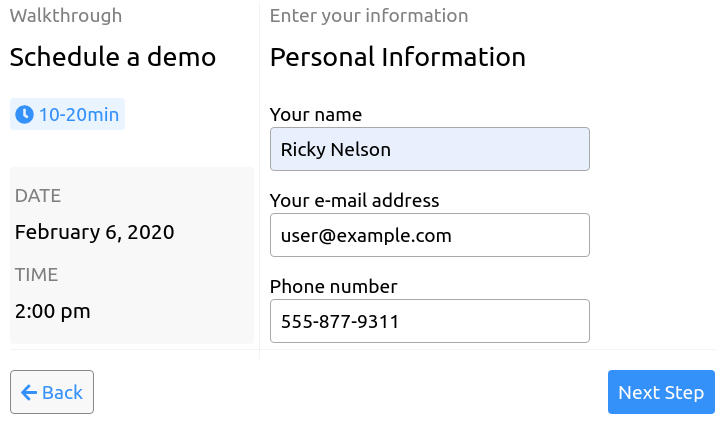 Walkthrough
Schedule a demo
10-20min
DATE
February 6, 2020
TIME
2:00 pm
Enter your information
Personal Information
Your name
Ricky Nelson
Your e-mail address
user@example.com
Phone number
555-877-9311
Back
Next Step